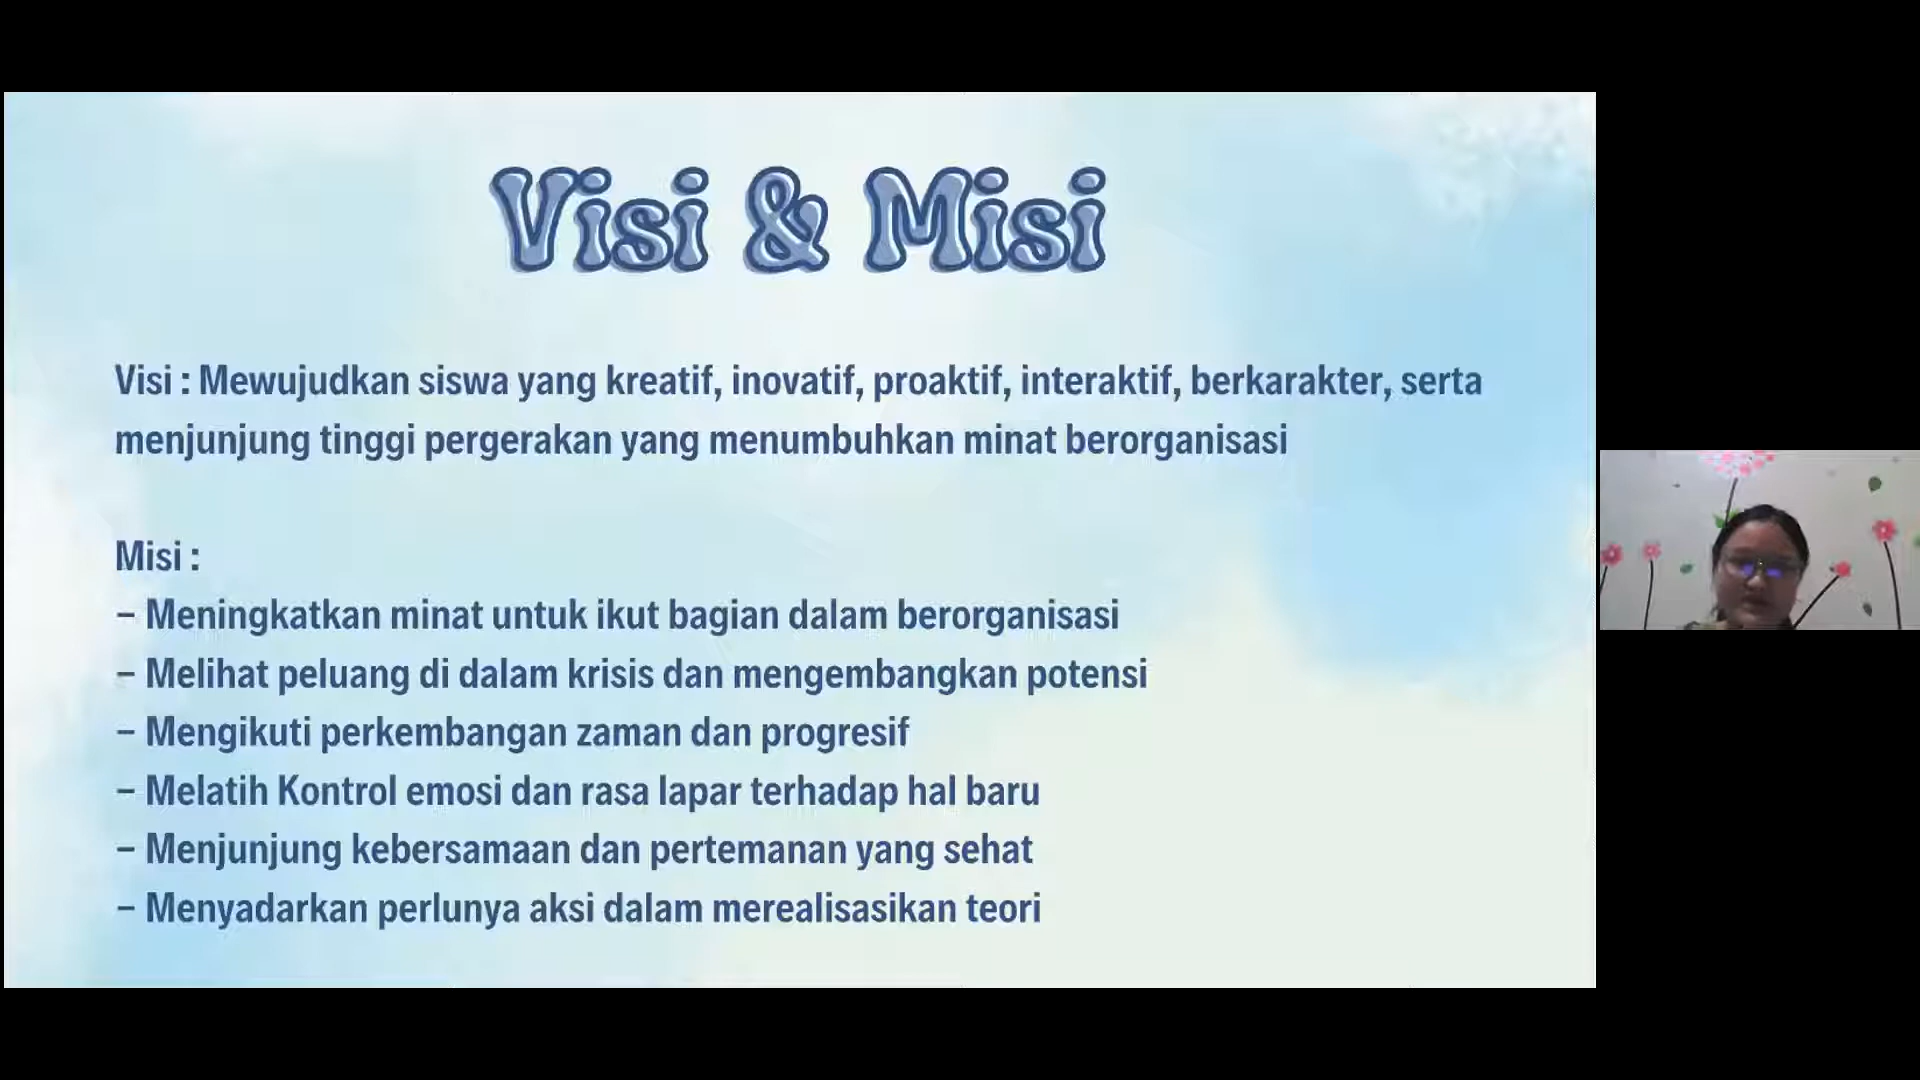 Visi & Misi
Visi : Mewujudkan siswa yang kreatif, inovatif, proaktif, interaktif, berkarakter, serta
menjunjung tinggi pergerakan yang menumbuhkan minat berorganisasi
Misi :
– Meningkatkan minat untuk ikut bagian dalam berorganisasi
– Melihat peluang di dalam krisis dan mengembangkan potensi
– Mengikuti perkembangan zaman dan progresif
– Melatih Kontrol emosi dan rasa lapar terhadap hal baru
– Menjunjung kebersamaan dan pertemanan yang sehat
– Menyadarkan perlunya aksi dalam merealisasikan teori